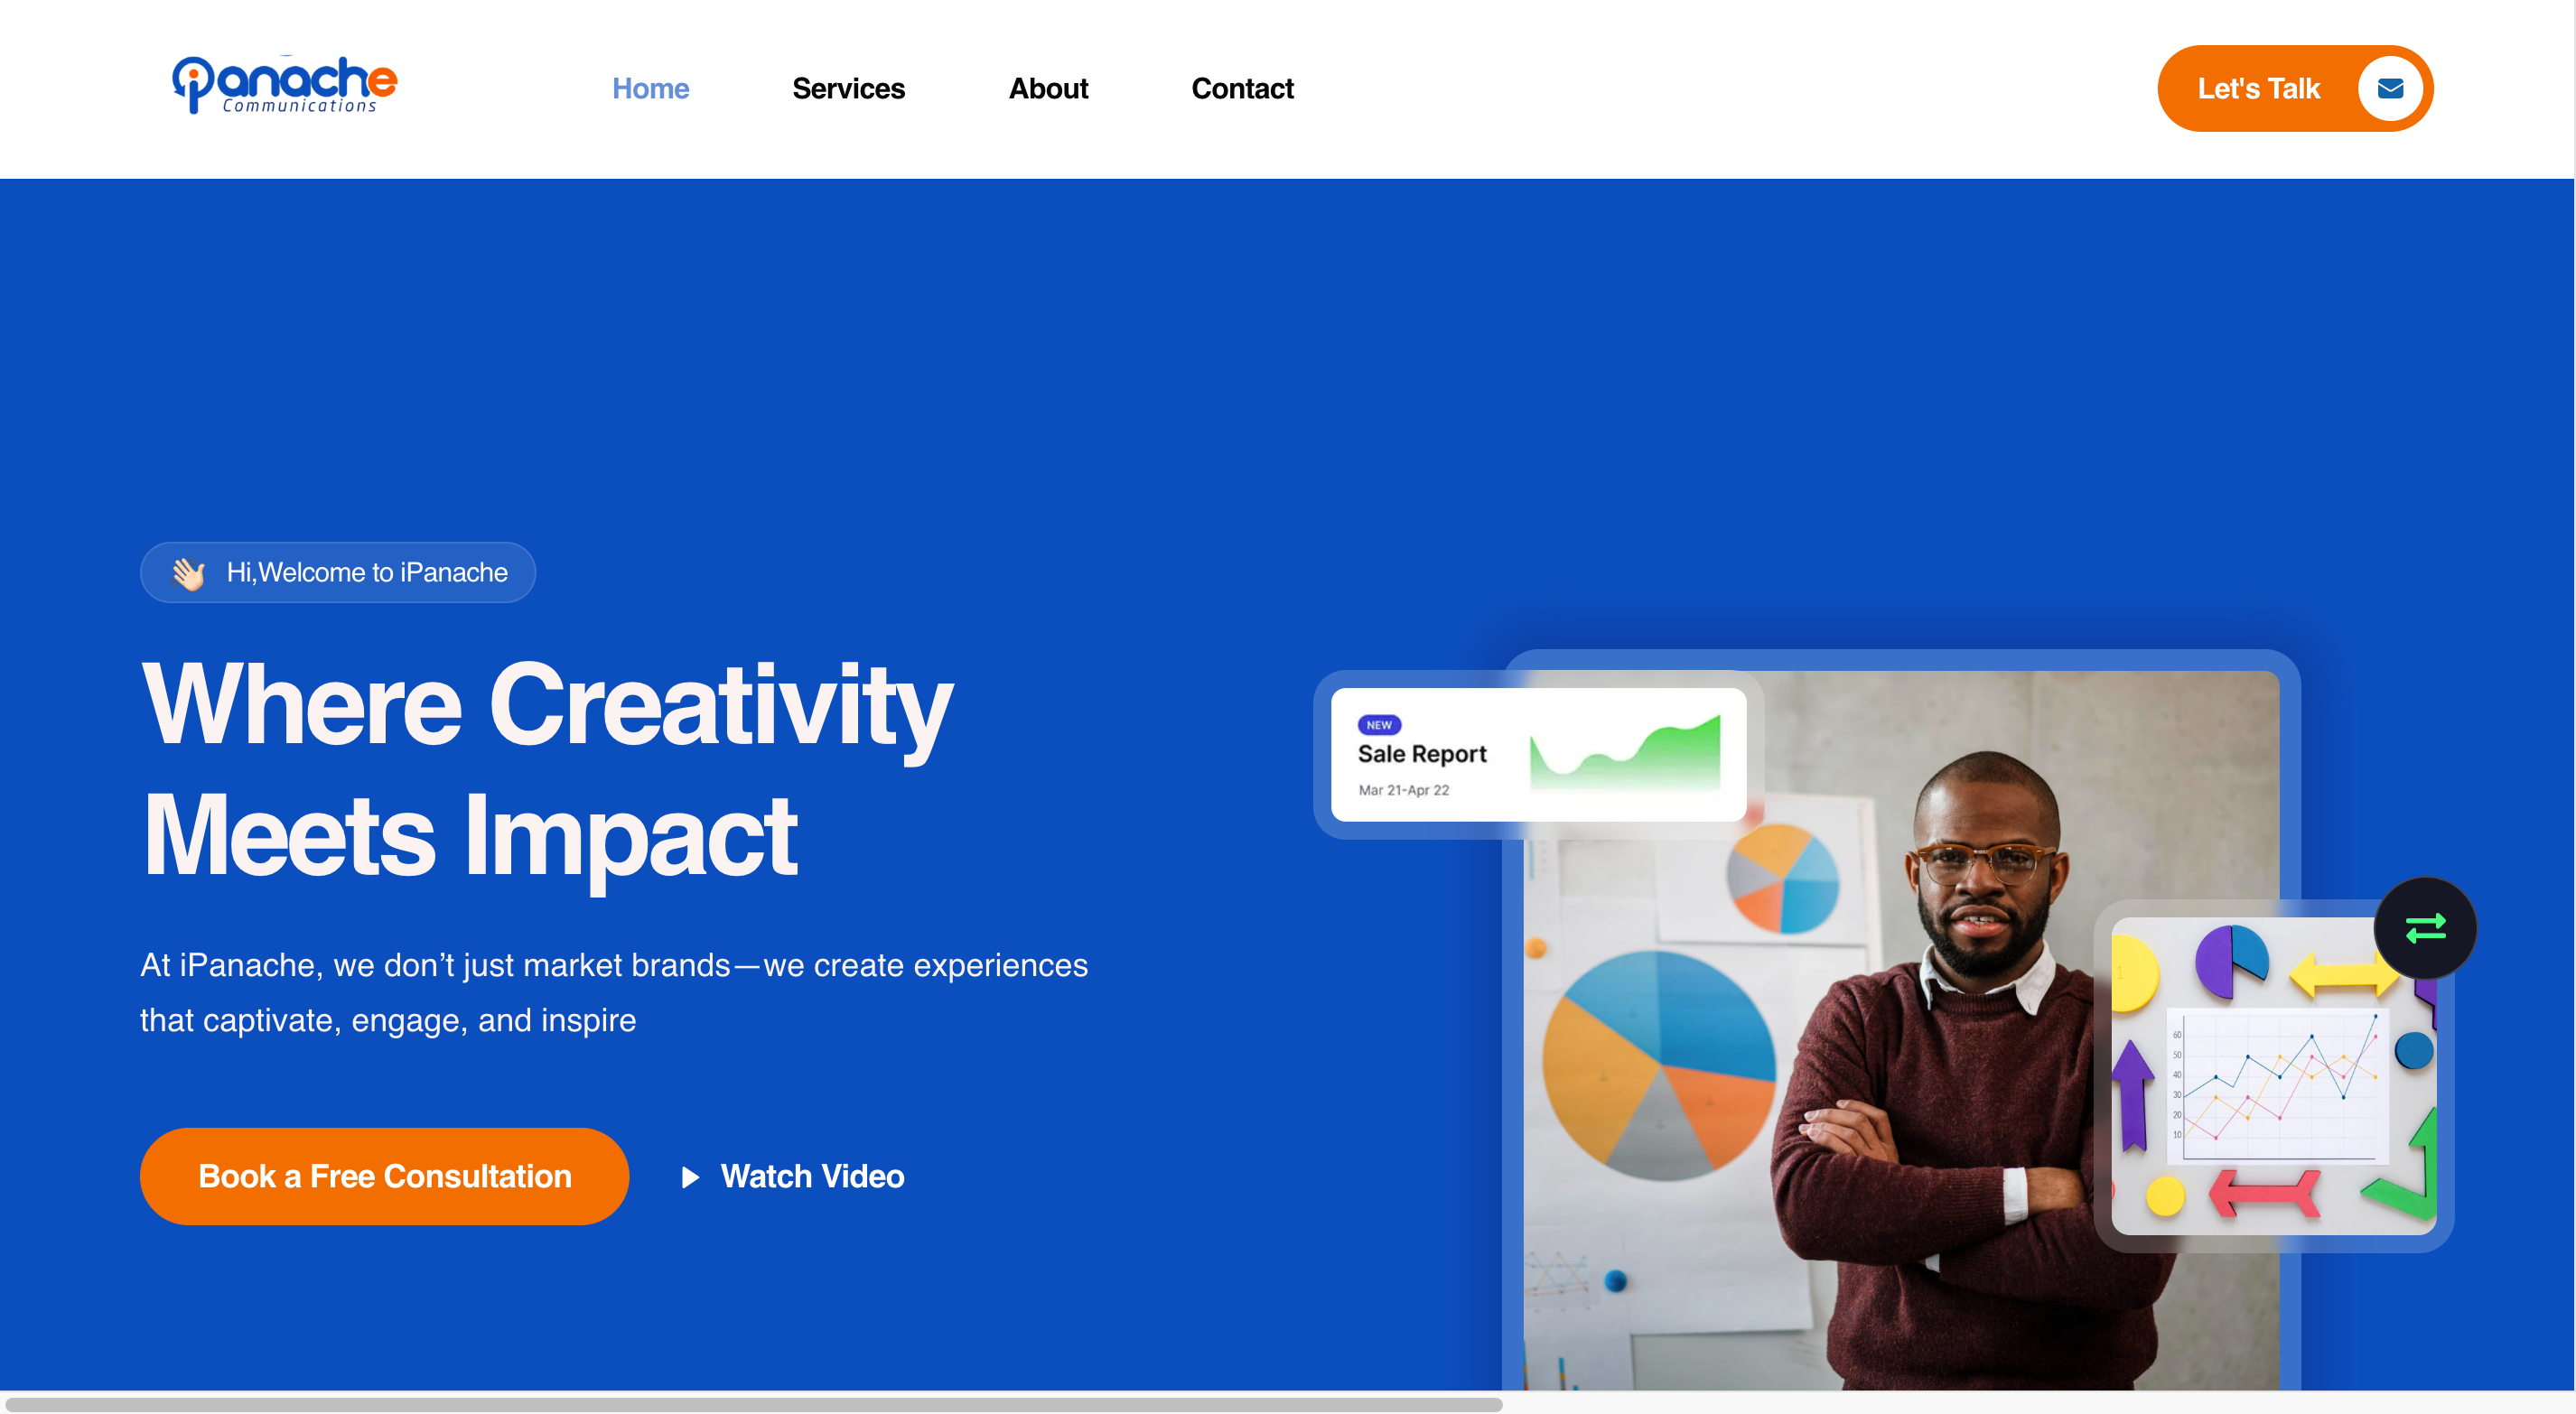 iPanache
Communications
Home
Services
About
Contact
Let's Talk
Hi,Welcome to iPanache
Where Creativity
Meets Impact
At iPanache, we don’t just market brands—we create experiences
that captivate, engage, and inspire
Book a Free Consultation
Watch Video
NEW
Sale Report
Mar 21-Apr 22
60
50
40
30
20
10